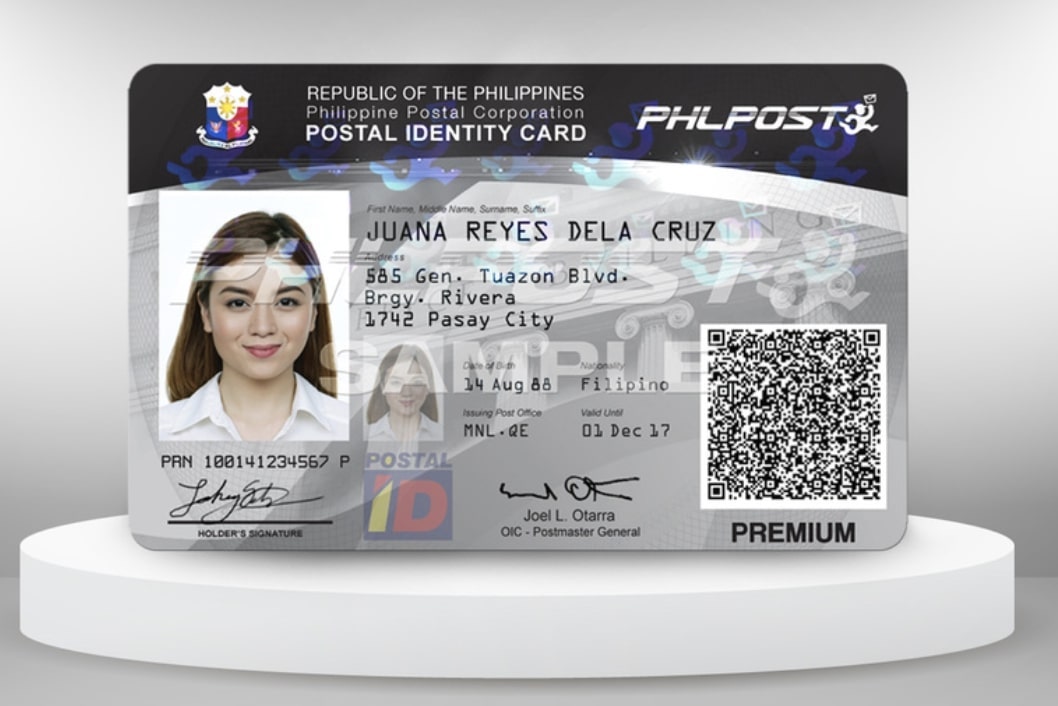 REPUBLIC OF THE PHILIPPINES
Philippine Postal Corporation
POSTAL IDENTITY CARD
PHLPOST
First Name, Middle Name, Surname, Suffix
JUANA REYES DELA CRUZ
Address
585 Gen. Tuazon Blvd.
Brgy. Rivera
1742 Pasay City
PHLPOST
SAMPLE
Date of Birth
Nationality
14 Aug 88
Filipino
Issuing Post Office
Valid Until
MNL.QE
01 Dec 17
PRN 100141234567 P
HOLDER'S SIGNATURE
POSTAL
ID
Joel L. Otarra
OIC - Postmaster General
PREMIUM